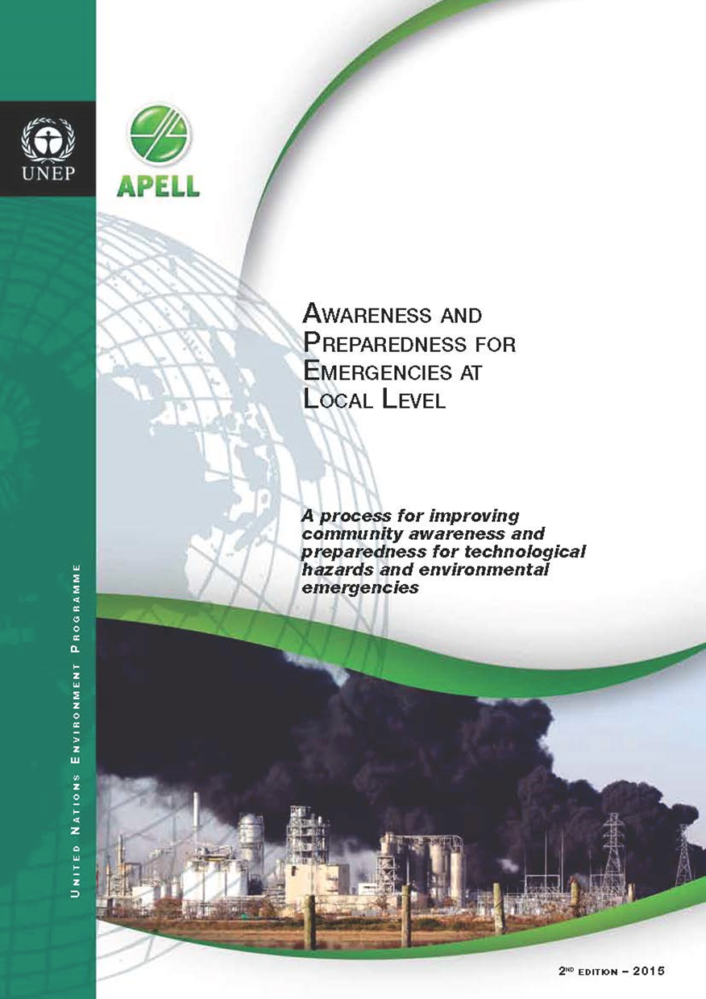 UNEP
APELL
AWARENESS AND
PREPAREDNESS FOR
EMERGENCIES AT
LOCAL LEVEL
A process for improving
community awareness and
preparedness for technological
hazards and environmental
emergencies
UNITED NATIONS ENVIRONMENT PROGRAMME
2ND EDITION – 2015